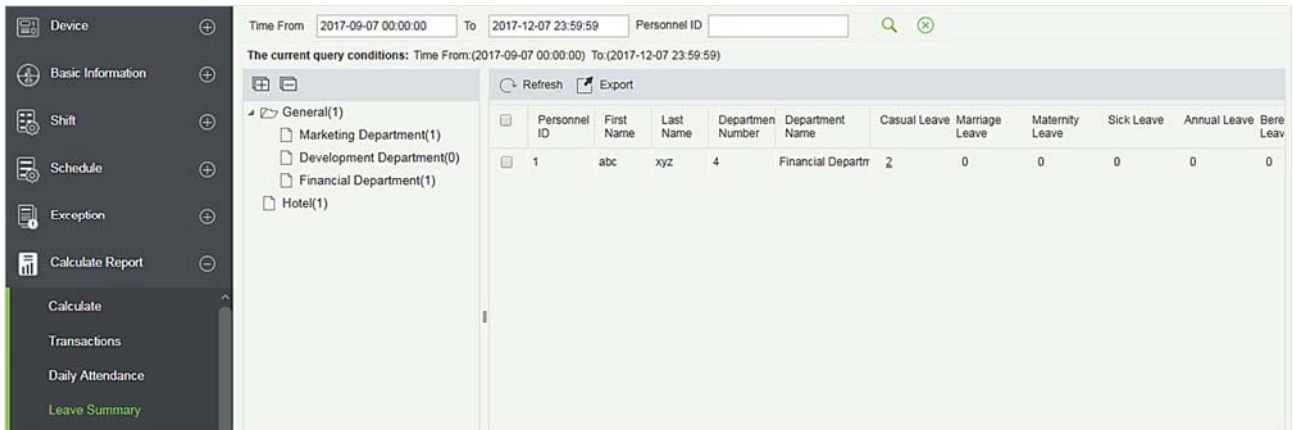 Device
Basic Information
Shift
Schedule
Exception
Calculate Report
Calculate
Transactions
Daily Attendance
Leave Summary
Time From 2017-09-07 00:00:00 To 2017-12-07 23:59:59 Personnel ID
The current query conditions: Time From:(2017-09-07 00:00:00) To:(2017-12-07 23:59:59)
General(1)
Marketing Department(1)
Development Department(0)
Financial Department(1)
Hotel(1)
Refresh Export
Personnel First Last Departmen Department Casual Leave Marriage Maternity Sick Leave Annual Leave Bere
ID Name Name Number Name Leave Leave Leav
1 abc xyz 4 Financial Departm 2 0 0 0 0 0